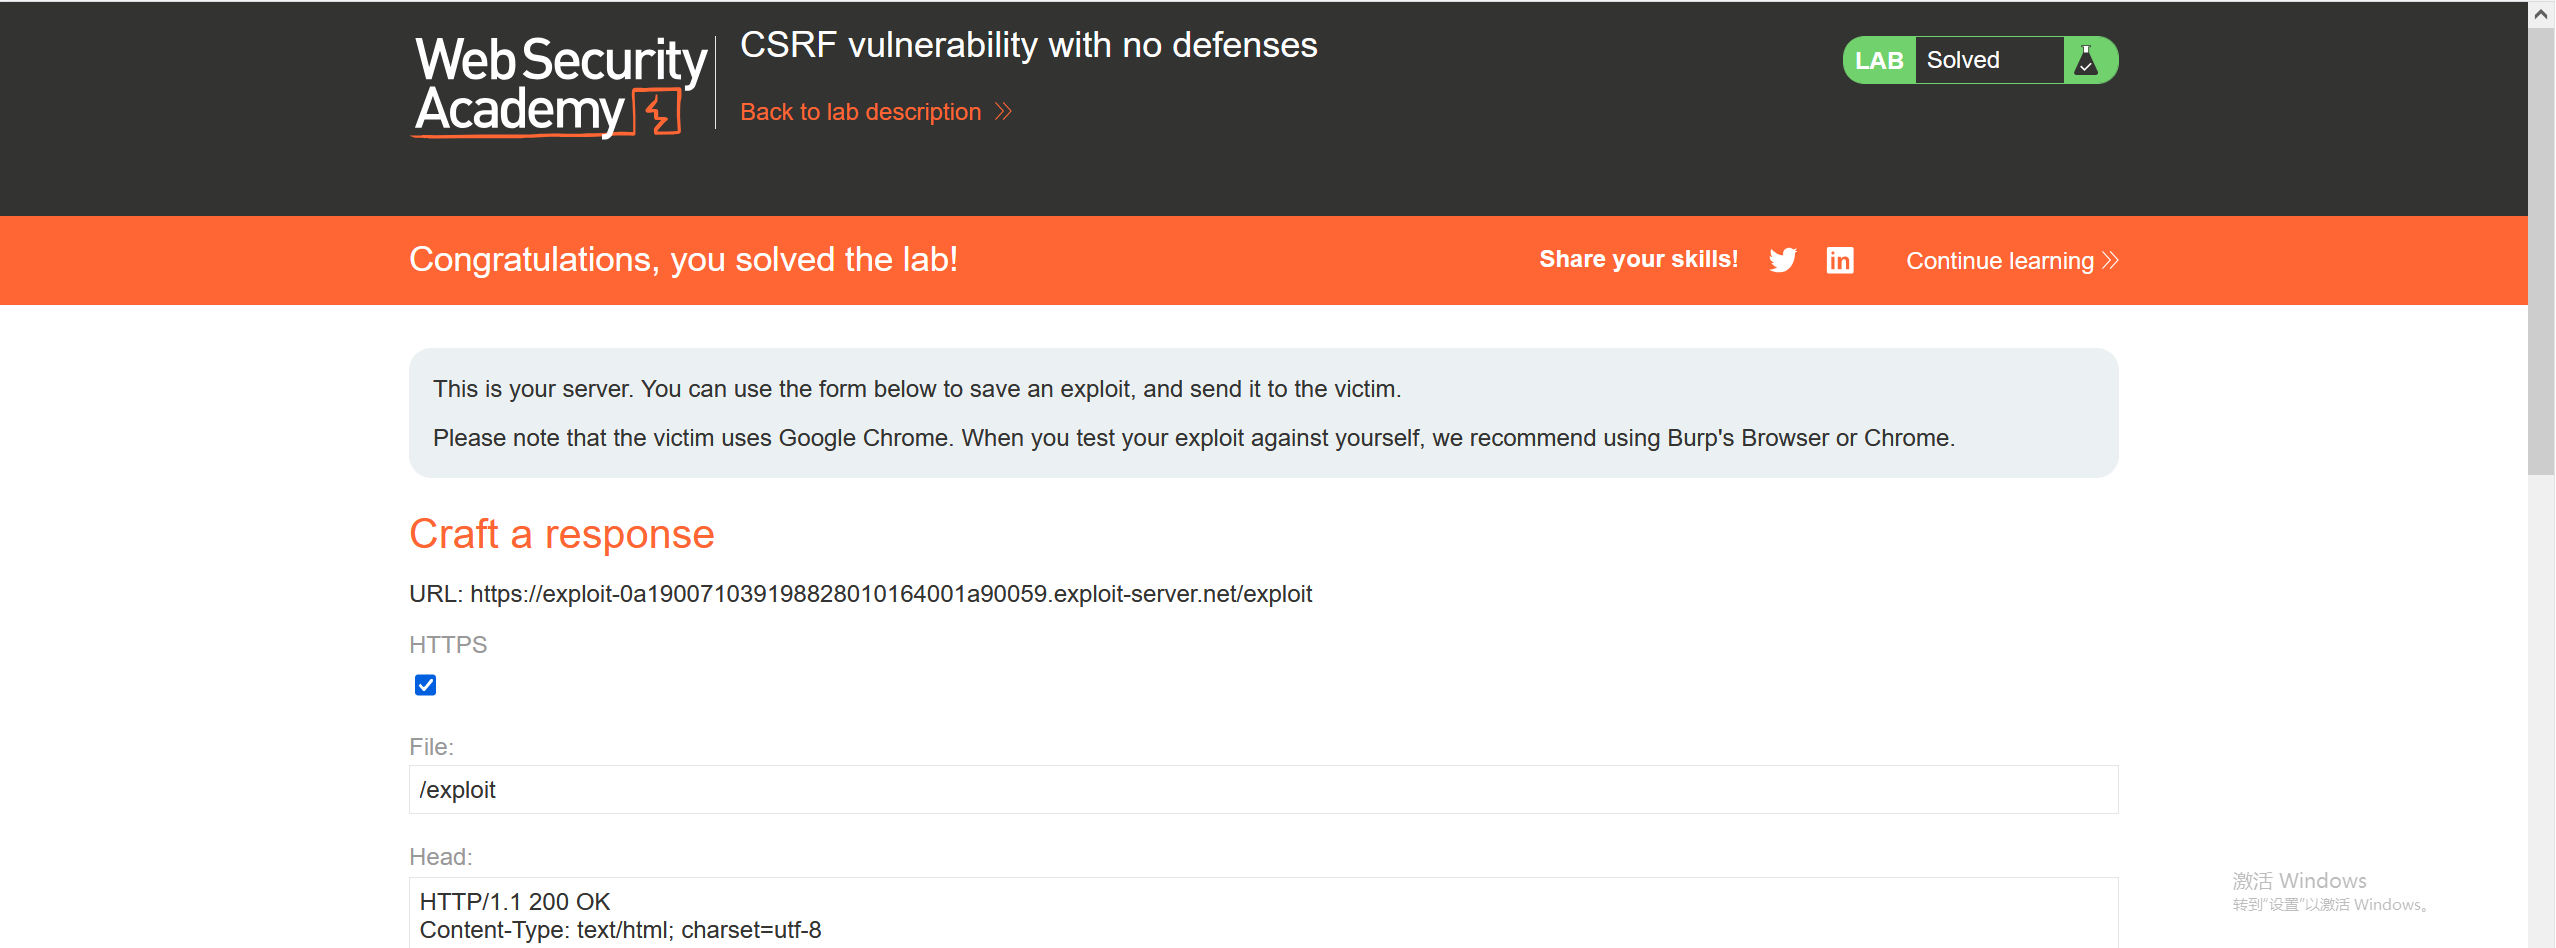 Web Security
Academy
CSRF vulnerability with no defenses
Back to lab description
LAB Solved
Congratulations, you solved the lab!
Share your skills!
Continue learning
This is your server. You can use the form below to save an exploit, and send it to the victim.
Please note that the victim uses Google Chrome. When you test your exploit against yourself, we recommend using Burp's Browser or Chrome.
Craft a response
URL: https://exploit-0a190071039198828010164001a90059.exploit-server.net/exploit
HTTPS
File:
/exploit
Head:
HTTP/1.1 200 OK
Content-Type: text/html; charset=utf-8
激活 Windows
转到“设置”以激活 Windows。